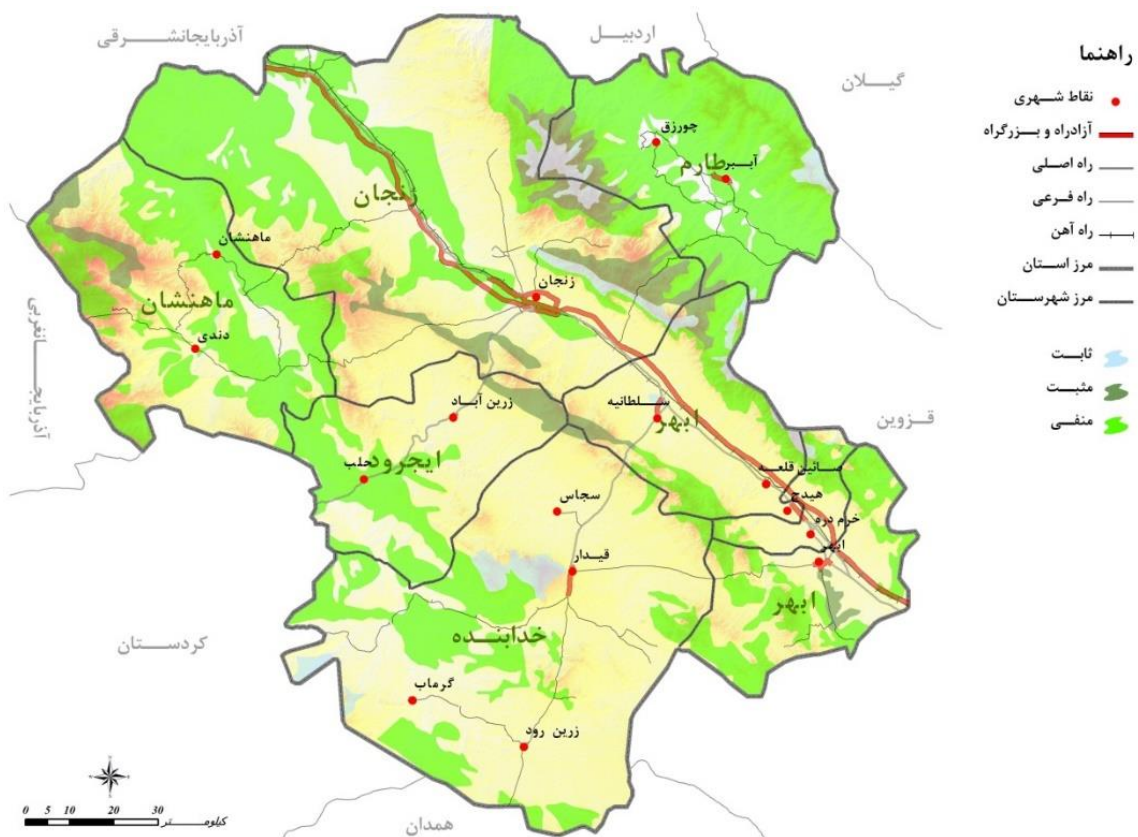 آذربایجانشرقی
اردبیل
گیلان
قزوین
همدان
کردستان
آذربایجانغربی
راهنما
نقاط شهری
آزادراه و بزرگراه
راه اصلی
راه فرعی
راه آهن
مرز استان
مرز شهرستان
ثابت
مثبت
منفی
چورزق
طارم
آببر
زنجان
ماهنشان
زنجان
ماهنشان
دندی
زرین آباد
سلطانیه
ابهر
ایجرود
حلب
صائین قلعه
سجاس
هیدج
خرم دره
ابهر
قیدار
ابهر
خدابنده
گرماب
زرین رود
0 5 10 20 30
کیلومتر